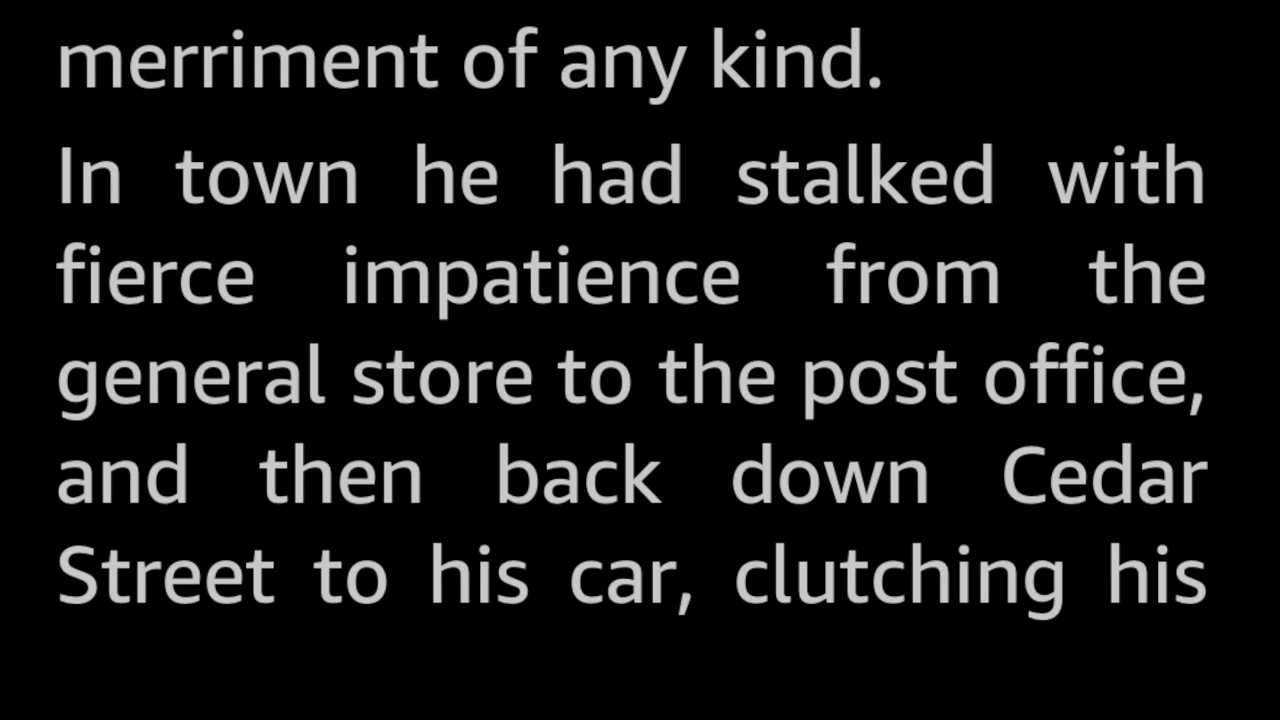 merriment of any kind.
In town he had stalked with
fierce impatience from the
general store to the post office,
and then back down Cedar
Street to his car, clutching his